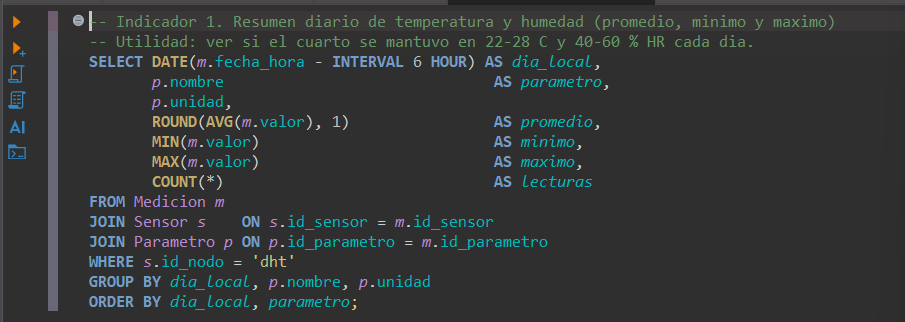 -- Indicador 1. Resumen diario de temperatura y humedad (promedio, minimo y maximo)
-- Utilidad: ver si el cuarto se mantuvo en 22-28 C y 40-60 % HR cada dia.
SELECT DATE(m.fecha_hora - INTERVAL 6 HOUR) AS dia_local,
p.nombre AS parametro,
p.unidad,
ROUND(AVG(m.valor), 1) AS promedio,
MIN(m.valor) AS minimo,
MAX(m.valor) AS maximo,
COUNT(*) AS lecturas
FROM Medicion m
JOIN Sensor s ON s.id_sensor = m.id_sensor
JOIN Parametro p ON p.id_parametro = m.id_parametro
WHERE s.id_nodo = 'dht'
GROUP BY dia_local, p.nombre, p.unidad
ORDER BY dia_local, parametro;
AI